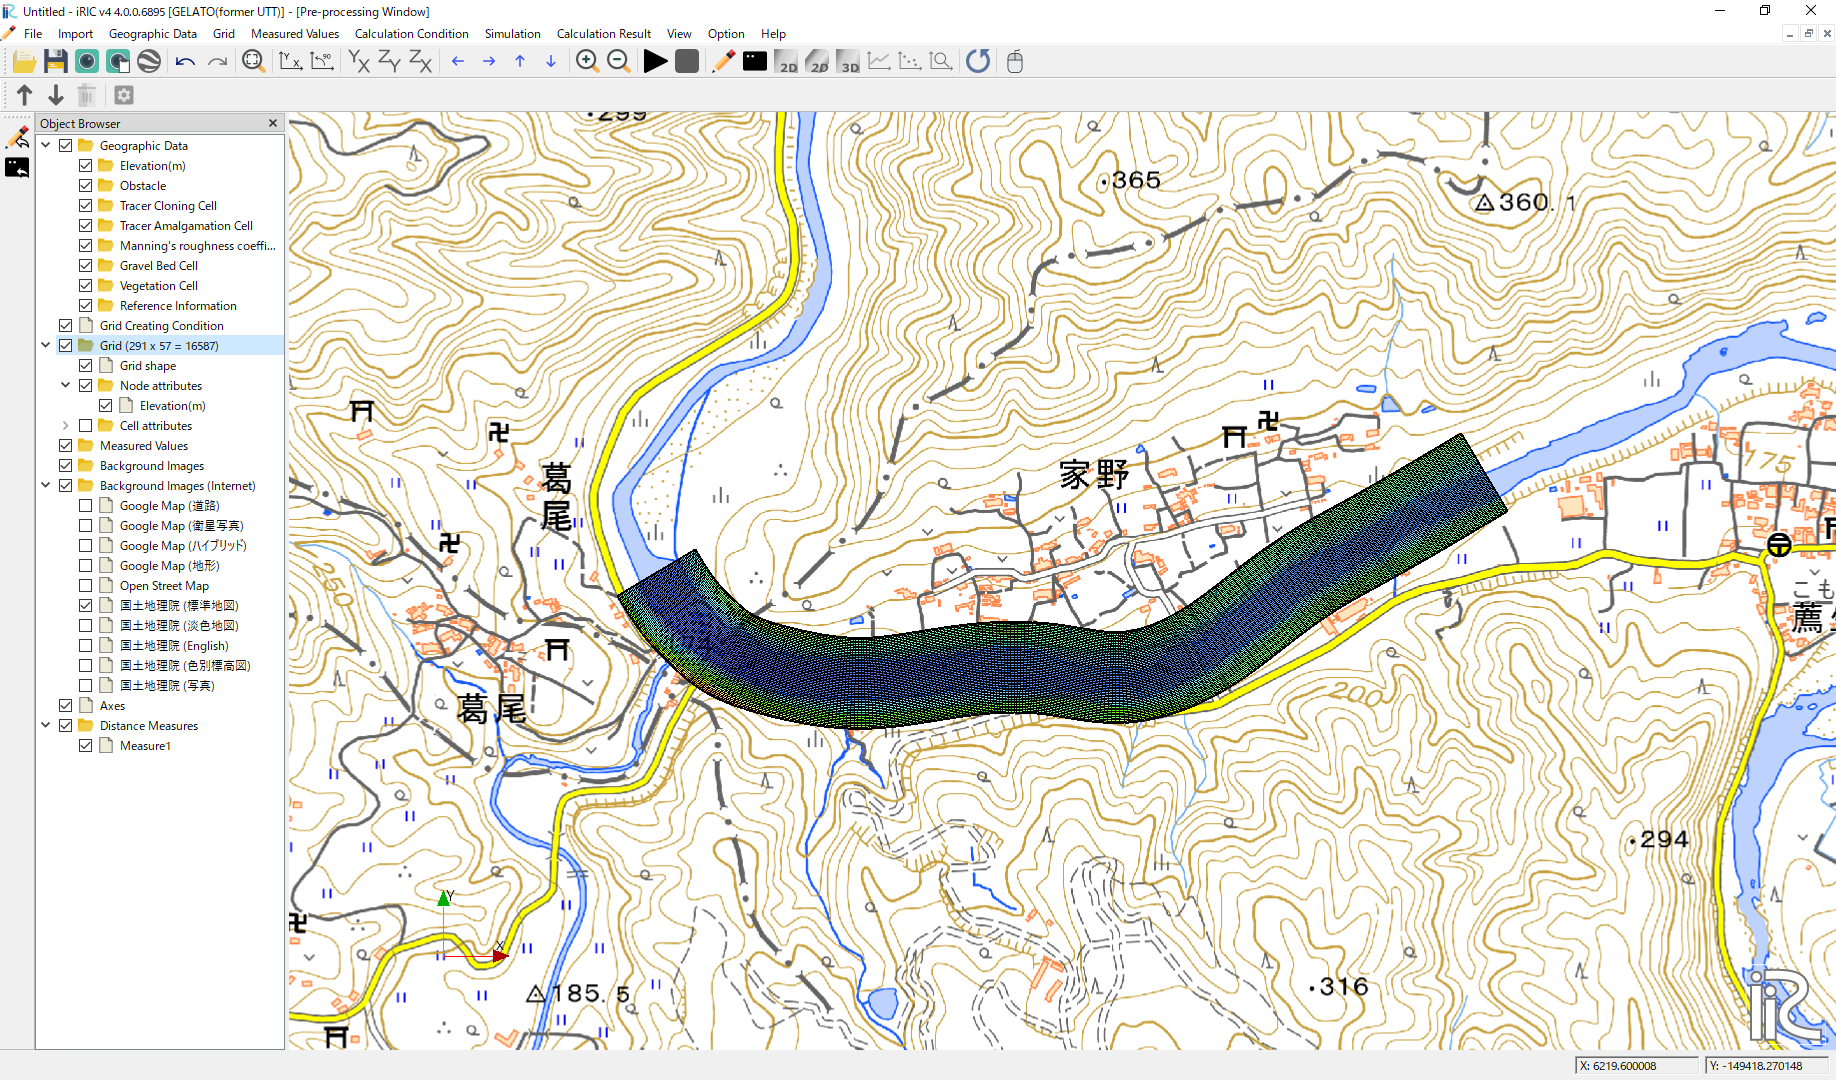 Untitled - iRIC v4 4.0.0.6895 [GELATO(former UTT)] - [Pre-processing Window]
File Import Geographic Data Grid Measured Values Calculation Condition Simulation Calculation Result View Option Help
Object Browser
Geographic Data
Elevation(m)
Obstacle
Tracer Cloning Cell
Tracer Amalgamation Cell
Manning's roughness coeffi...
Gravel Bed Cell
Vegetation Cell
Reference Information
Grid Creating Condition
Grid (291 x 57 = 16587)
Grid shape
Node attributes
Elevation(m)
Cell attributes
Measured Values
Background Images
Background Images (Internet)
Google Map (道路)
Google Map (衛星写真)
Google Map (ハイブリッド)
Google Map (地形)
Open Street Map
国土地理院 (標準地図)
国土地理院 (淡色地図)
国土地理院 (English)
国土地理院 (色別標高図)
国土地理院 (写真)
Axes
Distance Measures
Measure1
299
365
360.1
家野
175
葛尾
250
こも
葛尾
200
294
185.5
316
Y
X
iRIC
X: 6219.600008
Y: -149418.270148